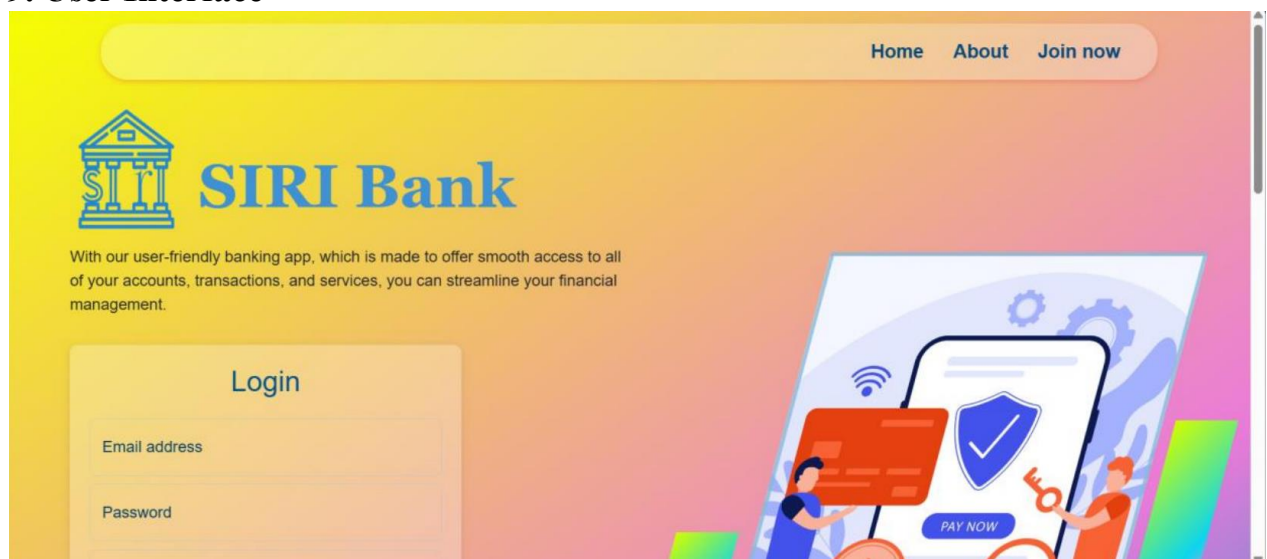 Home About Join now
siri
SIRI Bank
With our user-friendly banking app, which is made to offer smooth access to all
of your accounts, transactions, and services, you can streamline your financial
management.
Login
Email address
Password
PAY NOW